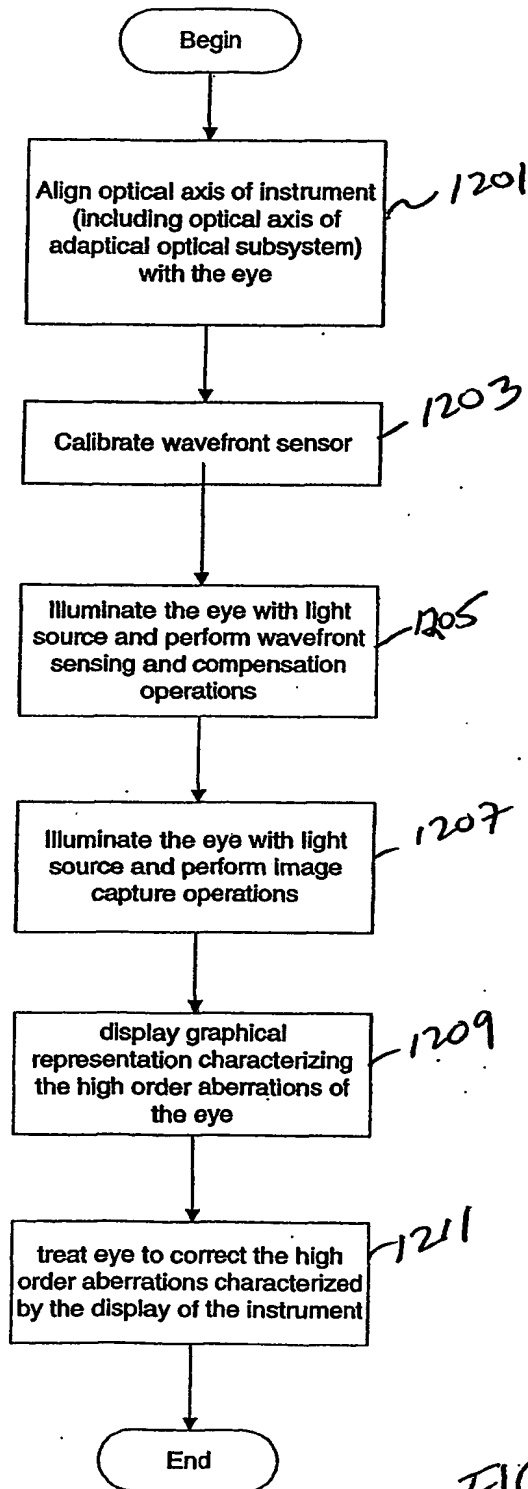 Begin
Align optical axis of instrument
(including optical axis of
adaptical optical subsystem)
with the eye
1201
Calibrate wavefront sensor
1203
Illuminate the eye with light
source and perform wavefront
sensing and compensation
operations
1205
Illuminate the eye with light
source and perform image
capture operations
1207
display graphical
representation characterizing
the high order aberrations of
the eye
1209
treat eye to correct the high
order aberrations characterized
by the display of the instrument
1211
End